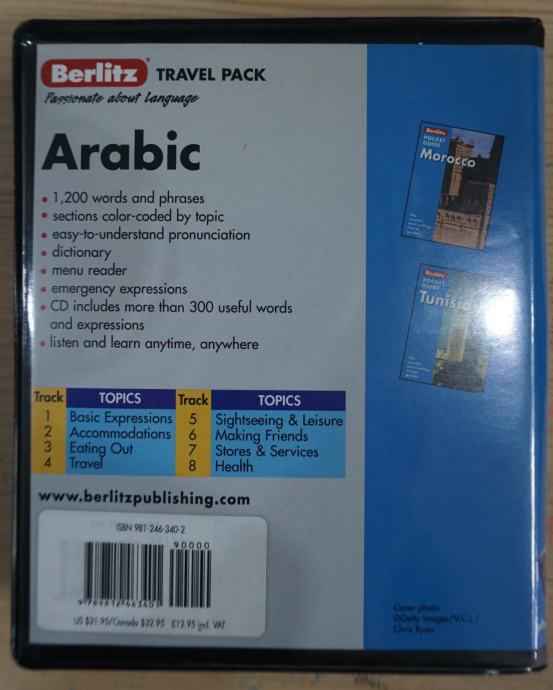 Berlitz® TRAVEL PACK
Passionate about Language
Arabic
• 1,200 words and phrases
• sections color-coded by topic
• easy-to-understand pronunciation
• dictionary
• menu reader
• emergency expressions
• CD includes more than 300 useful words
and expressions
• listen and learn anytime, anywhere
Track TOPICS Track TOPICS
1 Basic Expressions 5 Sightseeing & Leisure
2 Accommodations 6 Making Friends
3 Eating Out 7 Stores & Services
4 Travel 8 Health
www.berlitzpublishing.com
ISBN 981-246-340-2
90000
9 789812 463401
US $21.95/Canada $32.95 £12.95 incl. VAT
Berlitz
POCKET
GUIDE
Morocco
Berlitz
POCKET
GUIDE
Tunisia
Cover photo:
©Getty Images/V.C.L/
Chris Ryan